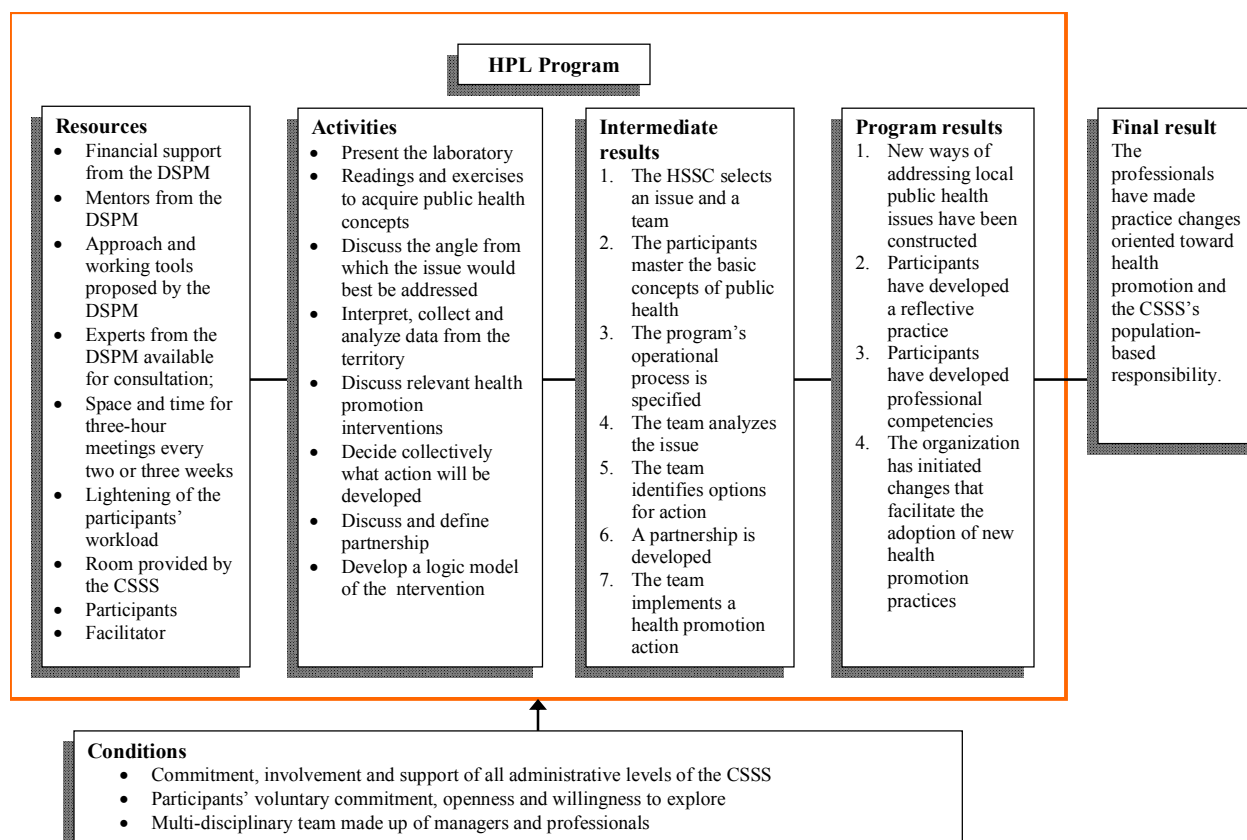 HPL Program
Resources
• Financial support
from the DSPM
• Mentors from the
DSPM
• Approach and
working tools
proposed by the
DSPM
• Experts from the
DSPM available
for consultation;
• Space and time for
three-hour
meetings every
two or three weeks
• Lightening of the
participants’
workload
• Room provided by
the CSSS
• Participants
• Facilitator
Activities
• Present the laboratory
• Readings and exercises
to acquire public health
concepts
• Discuss the angle from
which the issue would
best be addressed
• Interpret, collect and
analyze data from the
territory
• Discuss relevant health
promotion
interventions
• Decide collectively
what action will be
developed
• Discuss and define
partnership
• Develop a logic model
of the ntervention
Intermediate
results
1. The HSSC selects
an issue and a
team
2. The participants
master the basic
concepts of public
health
3. The program’s
operational
process is
specified
4. The team analyzes
the issue
5. The team
identifies options
for action
6. A partnership is
developed
7. The team
implements a
health promotion
action
Program results
1. New ways of
addressing local
public health
issues have been
constructed
2. Participants
have developed
a reflective
practice
3. Participants
have developed
professional
competencies
4. The organization
has initiated
changes that
facilitate the
adoption of new
health
promotion
practices
Final result
The
professionals
have made
practice changes
oriented toward
health
promotion and
the CSSS’s
population-
based
responsibility.
Conditions
• Commitment, involvement and support of all administrative levels of the CSSS
• Participants’ voluntary commitment, openness and willingness to explore
• Multi-disciplinary team made up of managers and professionals